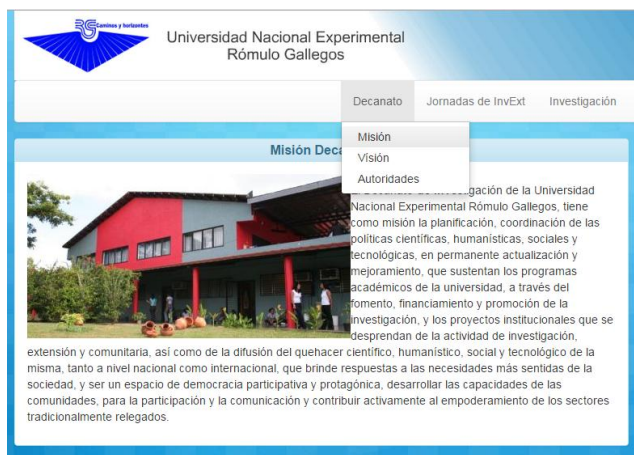 Caminos y horizontes
Universidad Nacional Experimental
Rómulo Gallegos
Decanato Jornadas de InvExt Investigación
Misión
Visión
Autoridades
Misión Deca
El Decanato de Investigación de la Universidad
Nacional Experimental Rómulo Gallegos, tiene
como misión la planificación, coordinación de las
políticas científicas, humanísticas, sociales y
tecnológicas, en permanente actualización y
mejoramiento, que sustentan los programas
académicos de la universidad, a través del
fomento, financiamiento y promoción de la
investigación, y los proyectos institucionales que se
desprendan de la actividad de investigación,
extensión y comunitaria, así como de la difusión del quehacer científico, humanístico, social y tecnológico de la
misma, tanto a nivel nacional como internacional, que brinde respuestas a las necesidades más sentidas de la
sociedad, y ser un espacio de democracia participativa y protagónica, desarrollar las capacidades de las
comunidades, para la participación y la comunicación y contribuir activamente al empoderamiento de los sectores
tradicionalmente relegados.